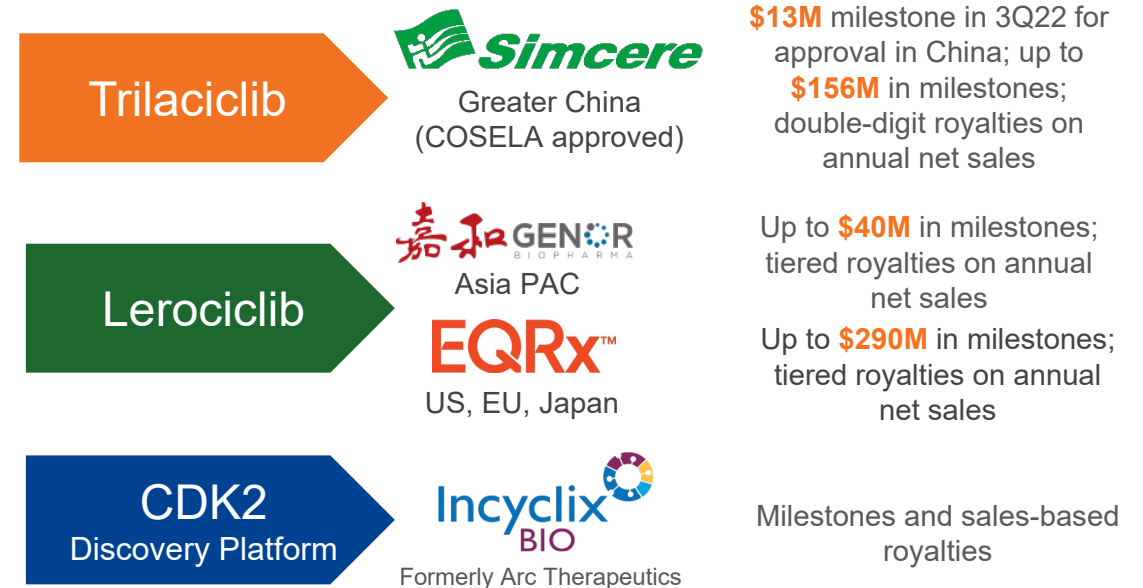 Trilaciclib
Simcere
Greater China
(COSELA approved)
$13M milestone in 3Q22 for
approval in China; up to
$156M in milestones;
double-digit royalties on
annual net sales
Lerociclib
嘉和 GENOR
BIOPHARMA
Asia PAC
Up to $40M in milestones;
tiered royalties on annual
net sales
EQRx™
US, EU, Japan
Up to $290M in milestones;
tiered royalties on annual
net sales
CDK2
Discovery Platform
Incyclix
BIO
Formerly Arc Therapeutics
Milestones and sales-based
royalties